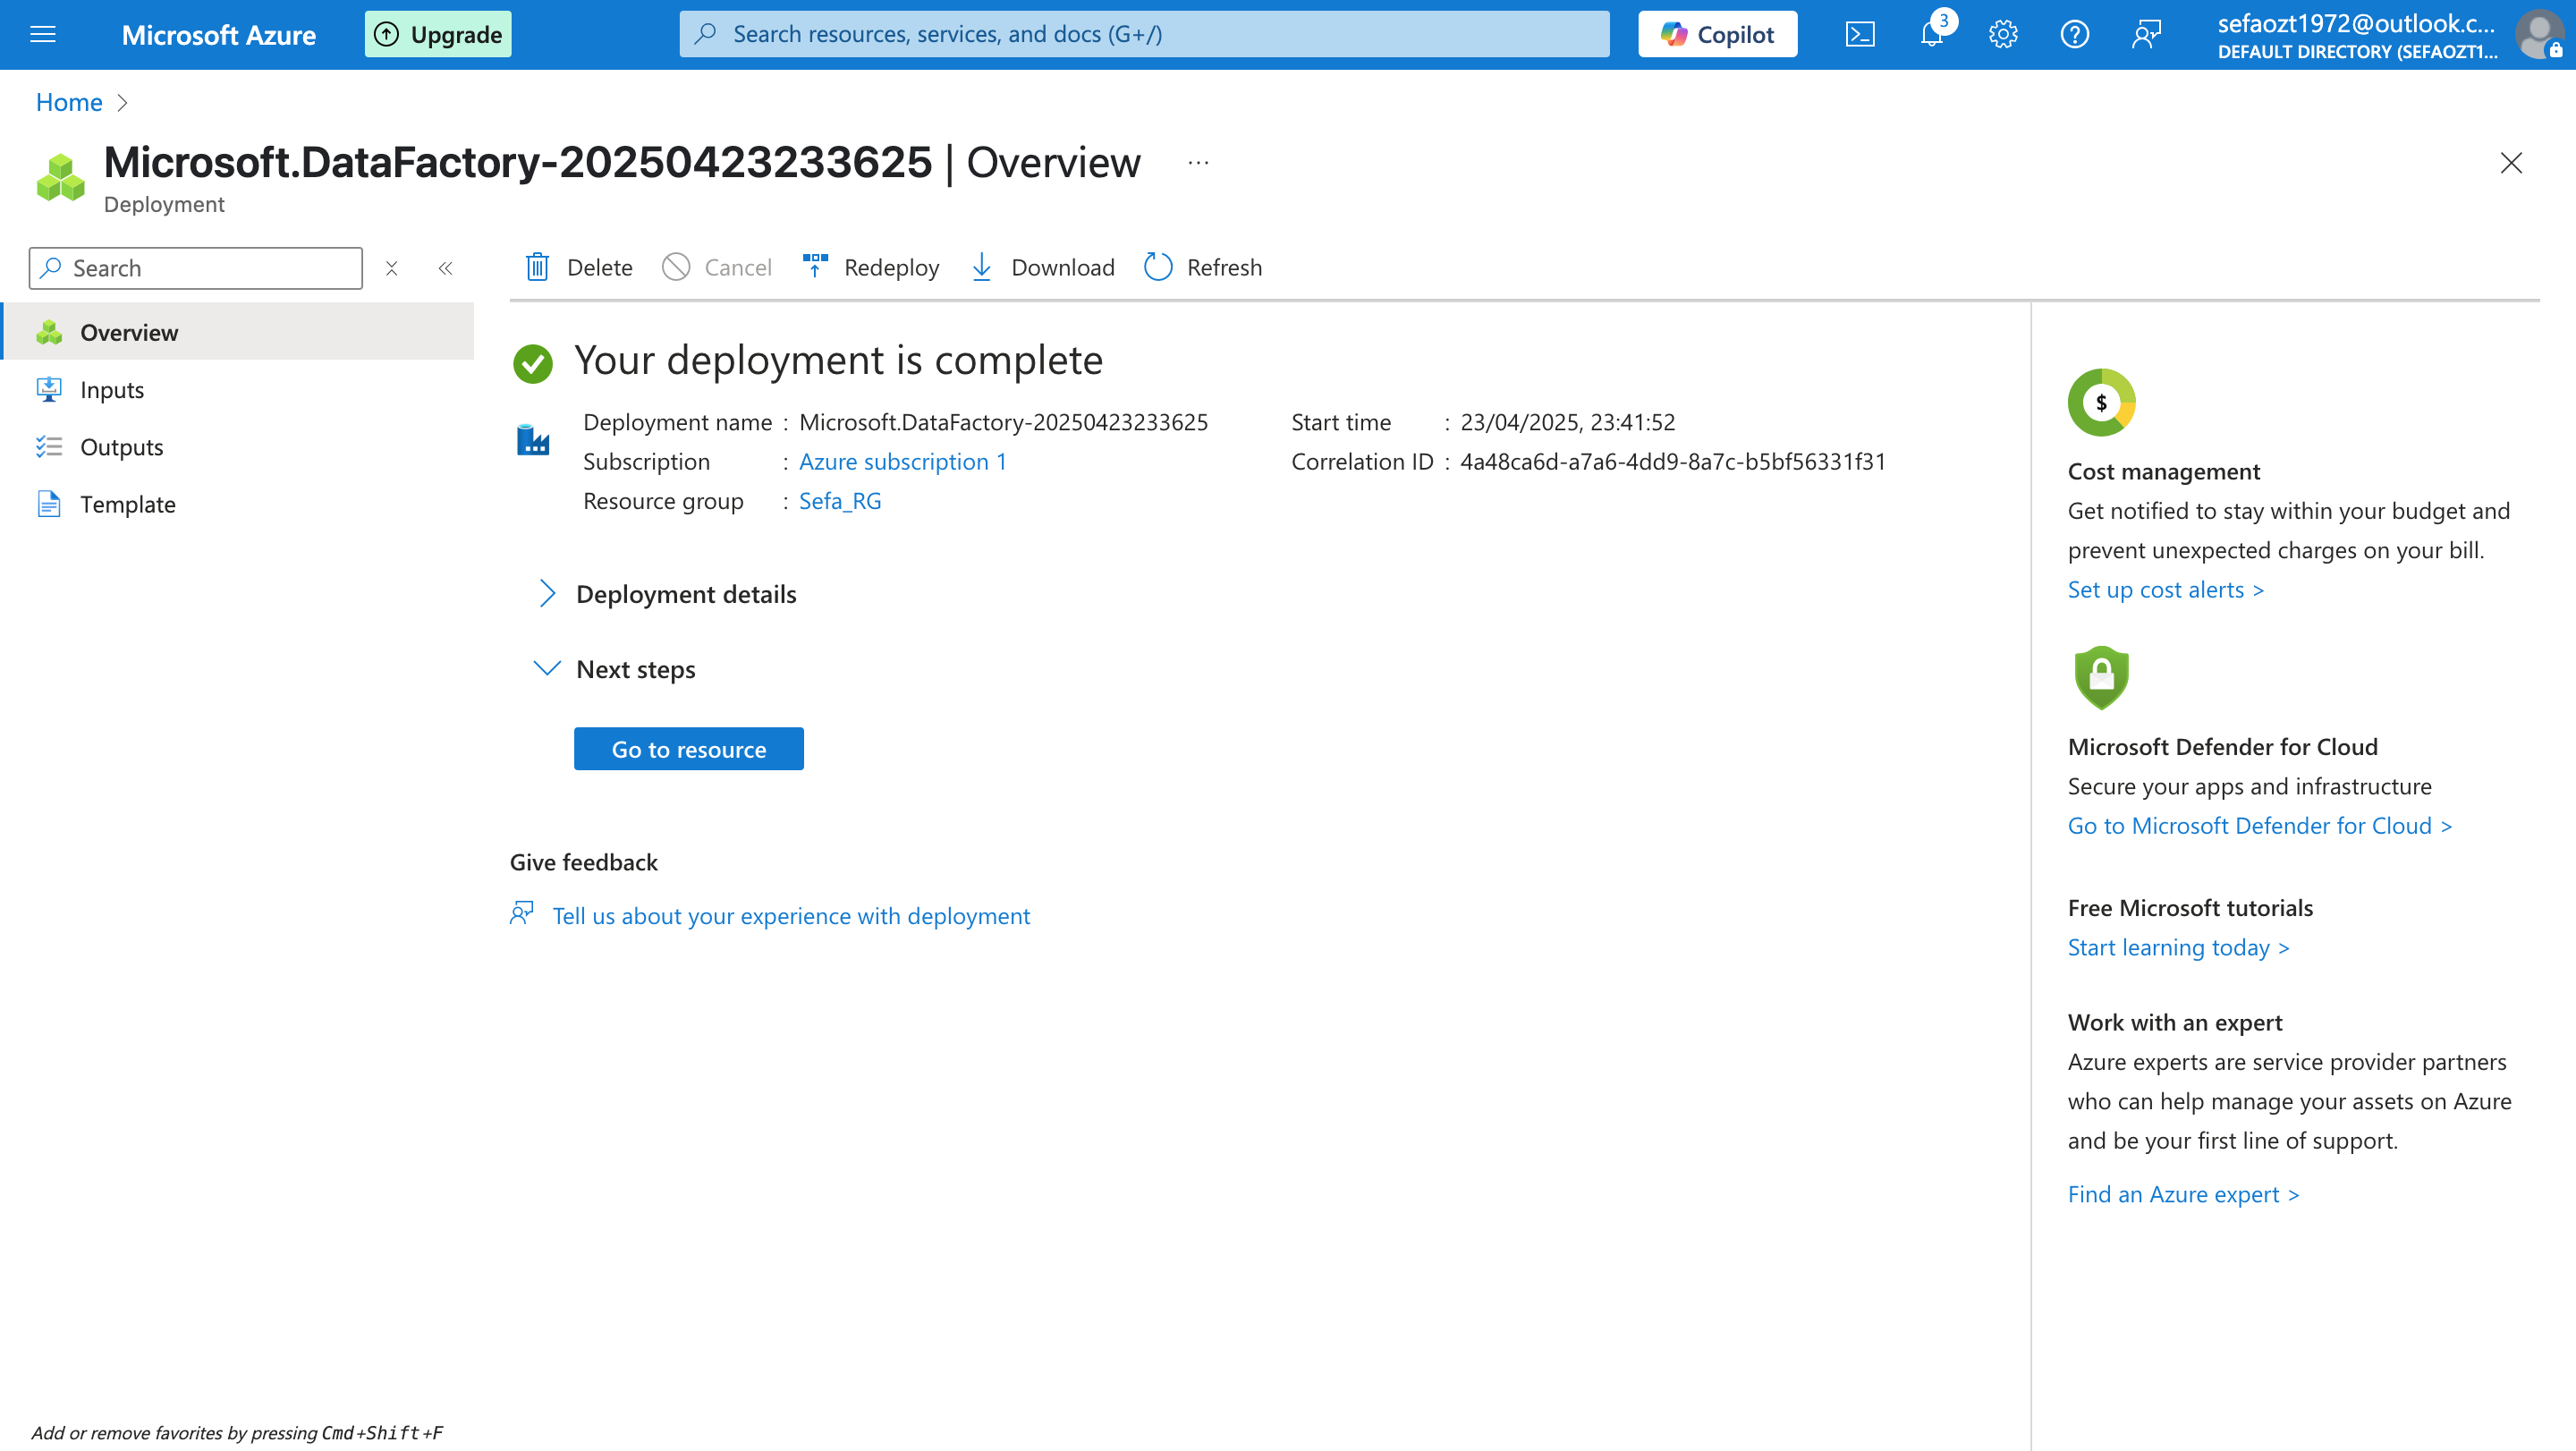 Microsoft Azure
Upgrade
Search resources, services, and docs (G+/)
Copilot
3
sefaozt1972@outlook.c...
DEFAULT DIRECTORY (SEFAOZT1...
Home
Microsoft.DataFactory-20250423233625 | Overview
...
Deployment
Search
Delete
Cancel
Redeploy
Download
Refresh
Overview
Inputs
Outputs
Template
Your deployment is complete
Deployment name : Microsoft.DataFactory-20250423233625
Subscription : Azure subscription 1
Resource group : Sefa_RG
Start time : 23/04/2025, 23:41:52
Correlation ID : 4a48ca6d-a7a6-4dd9-8a7c-b5bf56331f31
Deployment details
Next steps
Go to resource
Give feedback
Tell us about your experience with deployment
$
Cost management
Get notified to stay within your budget and
prevent unexpected charges on your bill.
Set up cost alerts >
Microsoft Defender for Cloud
Secure your apps and infrastructure
Go to Microsoft Defender for Cloud >
Free Microsoft tutorials
Start learning today >
Work with an expert
Azure experts are service provider partners
who can help manage your assets on Azure
and be your first line of support.
Find an Azure expert >
Add or remove favorites by pressing Cmd+Shift+F